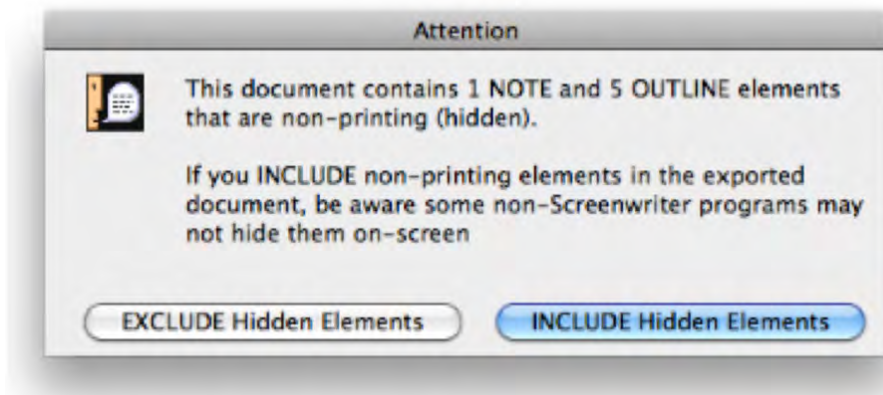 Attention
This document contains 1 NOTE and 5 OUTLINE elements
that are non-printing (hidden).
If you INCLUDE non-printing elements in the exported
document, be aware some non-Screenwriter programs may
not hide them on-screen
EXCLUDE Hidden Elements
INCLUDE Hidden Elements